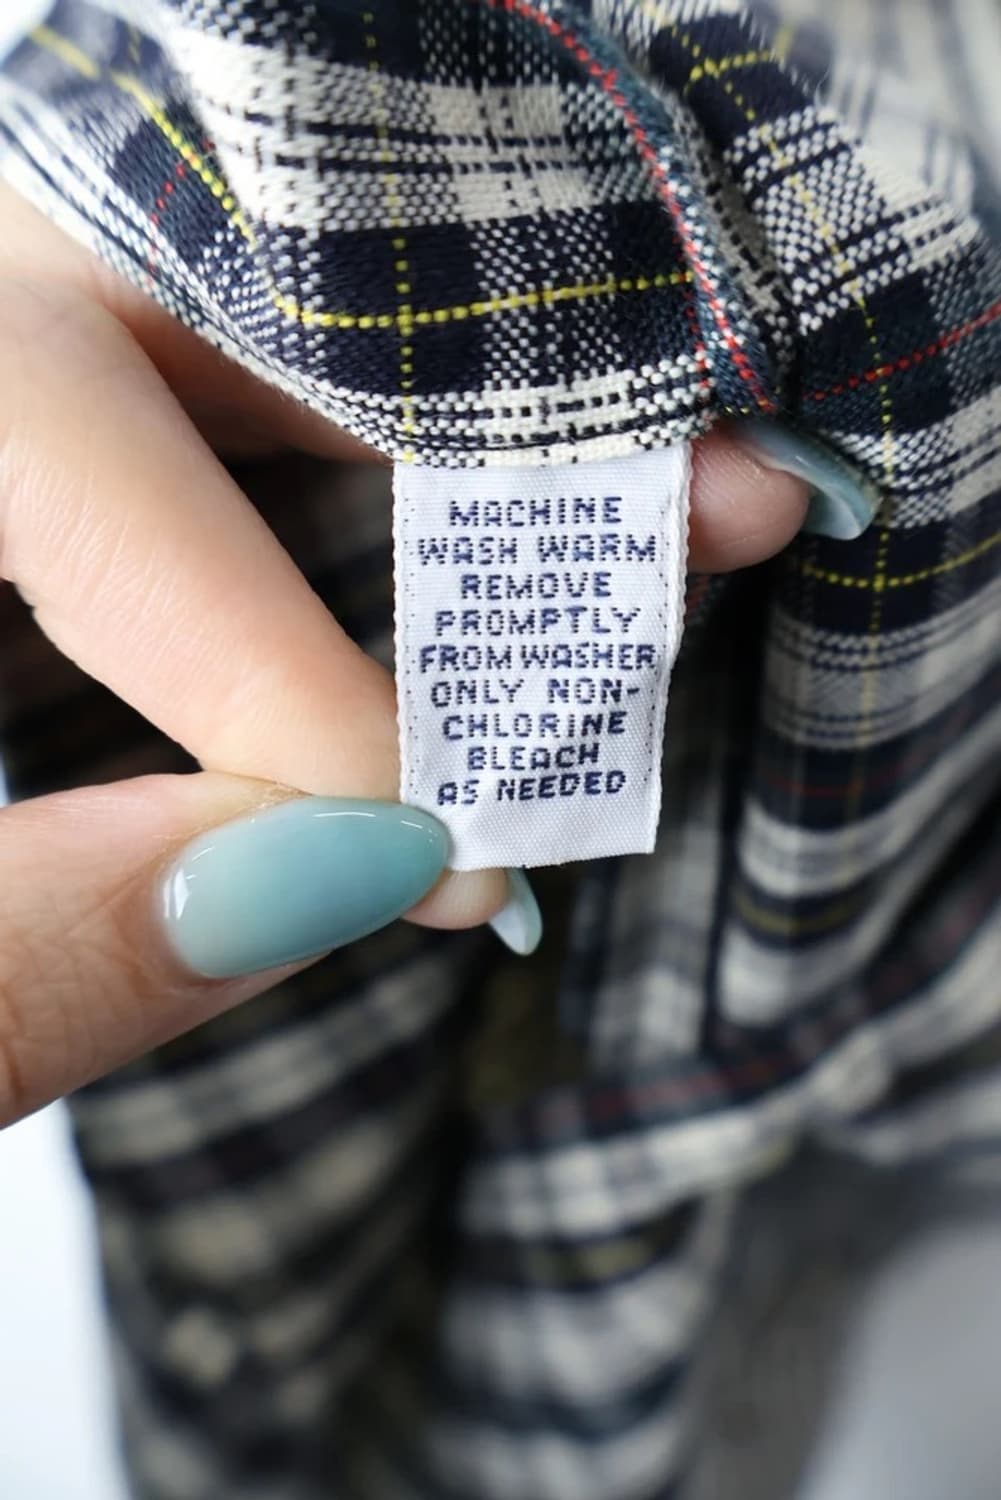 MACHINE
WASH WARM
REMOVE
PROMPTLY
FROM WASHER
ONLY NON-
CHLORINE
BLEACH
AS NEEDED